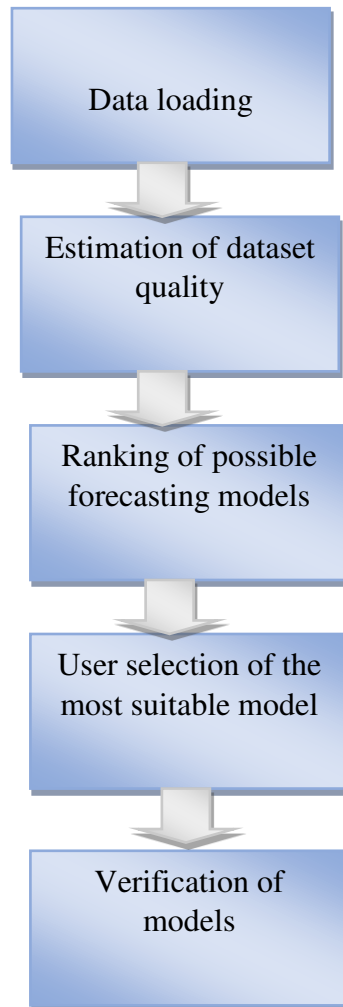 Data loading
Estimation of dataset
quality
Ranking of possible
forecasting models
User selection of the
most suitable model
Verification of
models